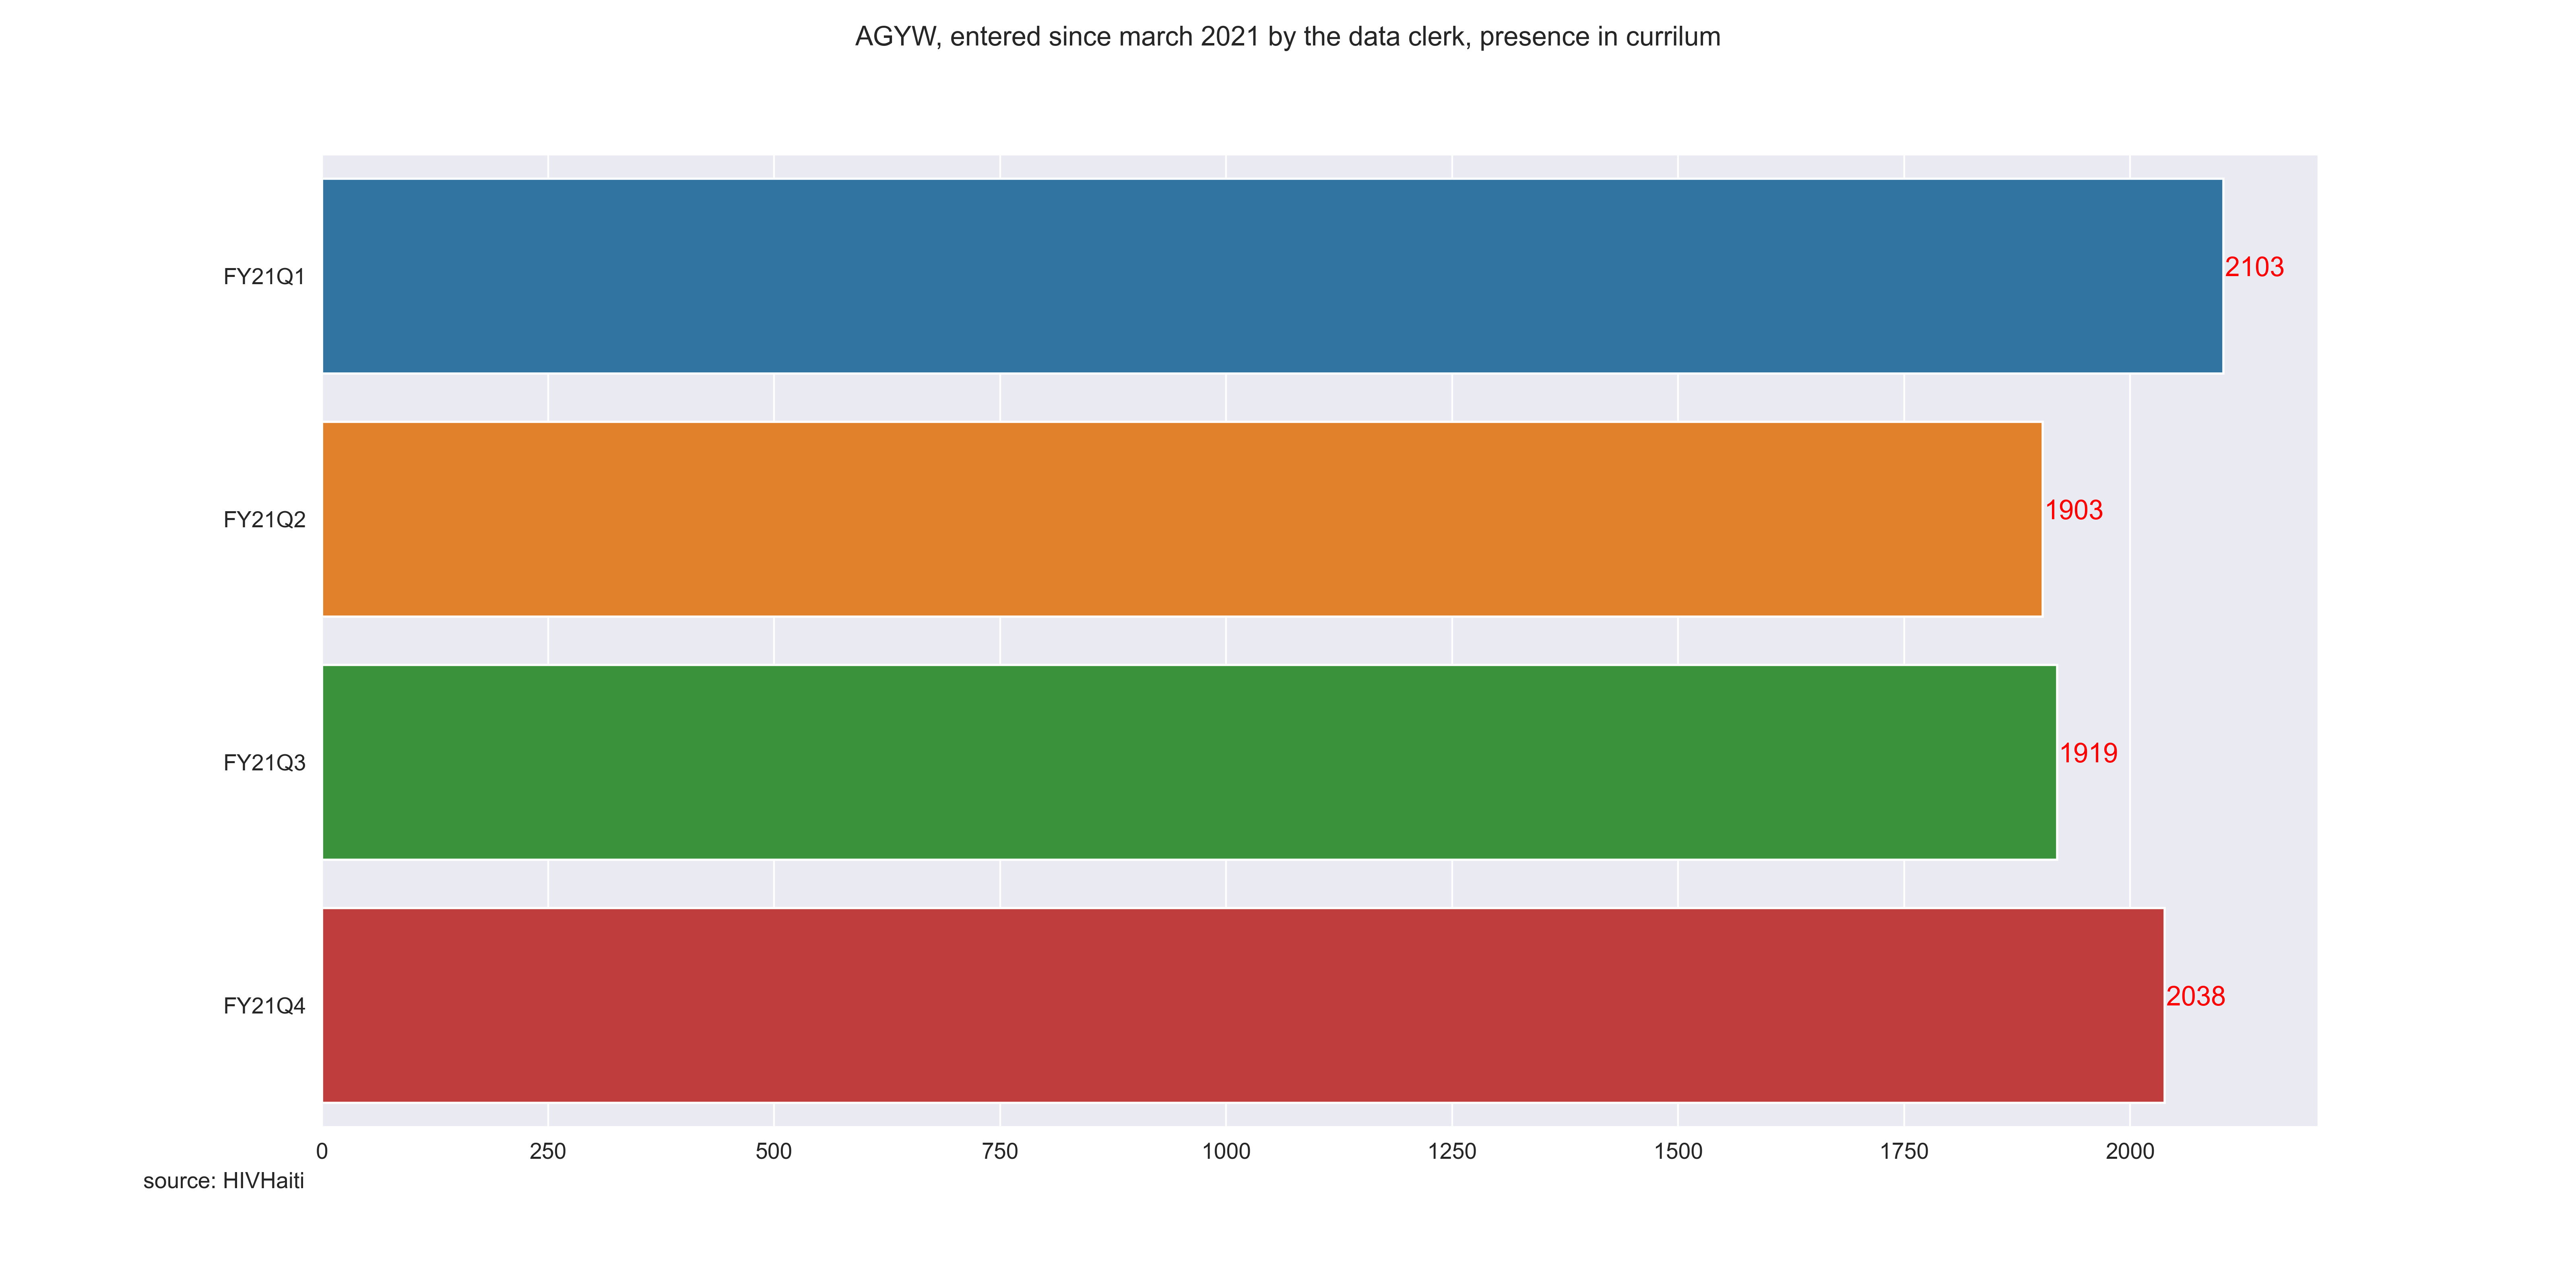 AGYW, entered since march 2021 by the data clerk, presence in currilum
FY21Q1
2103
FY21Q2
1903
FY21Q3
1919
FY21Q4
2038
0 250 500 750 1000 1250 1500 1750 2000
source: HIVHaiti